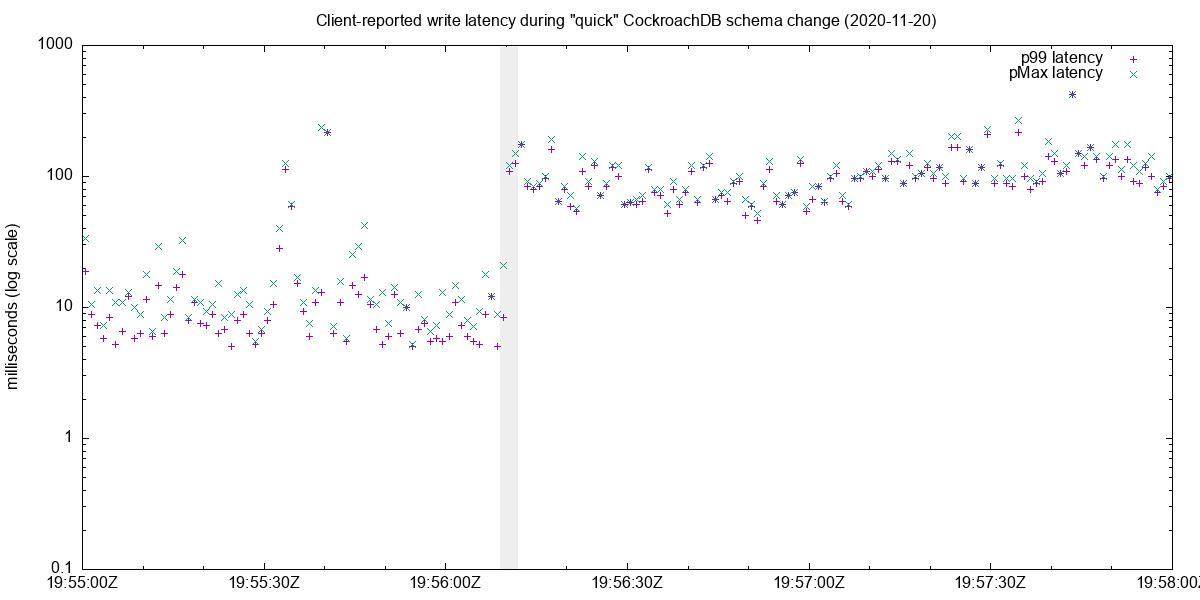 Client-reported write latency during "quick" CockroachDB schema change (2020-11-20)
1000
p99 latency
pMax latency
100
milliseconds (log scale)
10
1
0.1
19:55:00Z 19:55:30Z 19:56:00Z 19:56:30Z 19:57:00Z 19:57:30Z 19:58:00Z